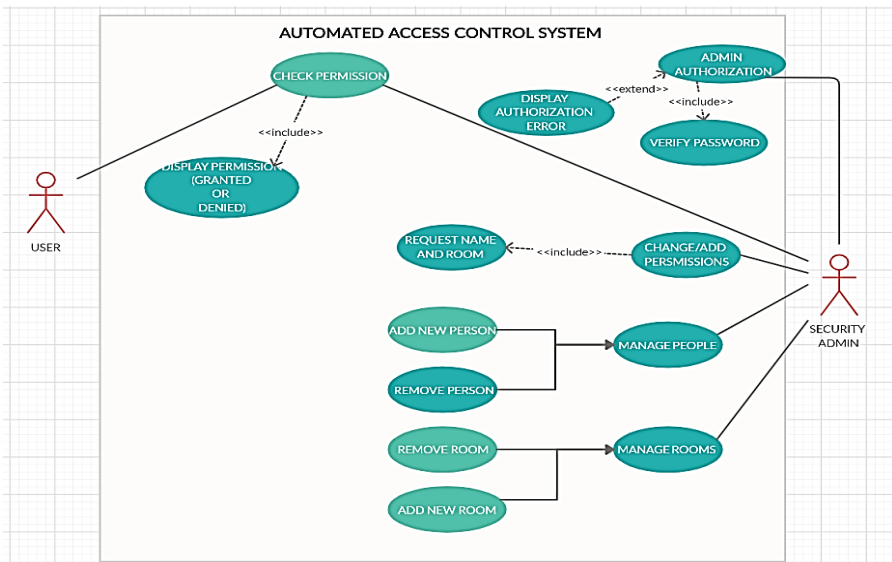 AUTOMATED ACCESS CONTROL SYSTEM
CHECK PERMISSION
<<include>>
DISPLAY PERMISSION
(GRANTED
OR
DENIED)
USER
ADMIN
AUTHORIZATION
<<extend>>
<<include>>
DISPLAY
AUTHORIZATION
ERROR
VERIFY PASSWORD
REQUEST NAME
AND ROOM
<<include>>
CHANGE/ADD
PERSMISSIONS
SECURITY
ADMIN
ADD NEW PERSON
REMOVE PERSON
MANAGE PEOPLE
REMOVE ROOM
ADD NEW ROOM
MANAGE ROOMS